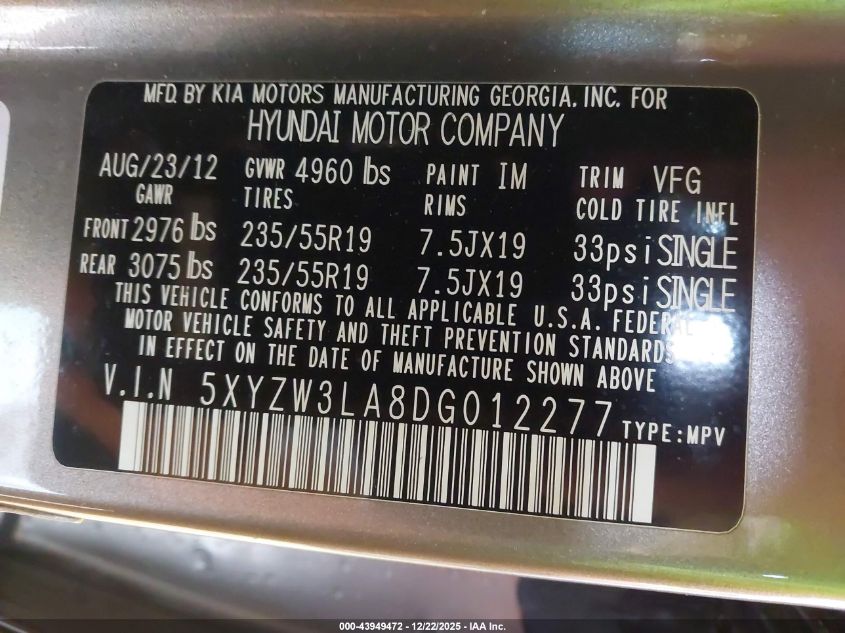 MFD. BY KIA MOTORS MANUFACTURING GEORGIA, INC. FOR
HYUNDAI MOTOR COMPANY
AUG/23/12 GVWR 4960 lbs PAINT IM TRIM VFG
GAWR TIRES RIMS COLD TIRE INFL
FRONT 2976 lbs 235/55R19 7.5JX19 33psi SINGLE
REAR 3075 lbs 235/55R19 7.5JX19 33psi SINGLE
THIS VEHICLE CONFORMS TO ALL APPLICABLE U.S.A. FEDERAL
MOTOR VEHICLE SAFETY AND THEFT PREVENTION STANDARDS
IN EFFECT ON THE DATE OF MANUFACTURE SHOWN ABOVE
V.I.N 5XYZW3LA8DG012277 TYPE:MPV
000-43949472 - 12/22/2025 - IAA Inc.